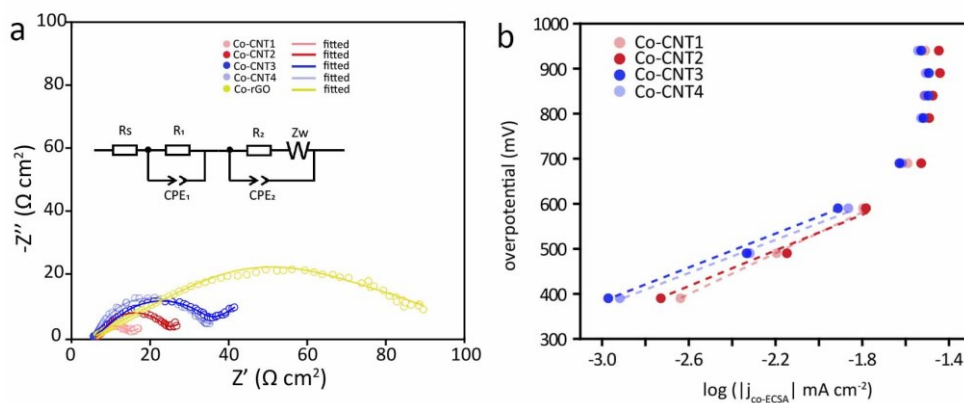 a
100
80
60
40
20
0
-Z'' (Ω cm²)
Co-CNT1 fitted
Co-CNT2 fitted
Co-CNT3 fitted
Co-CNT4 fitted
Co-rGO fitted
Rs R₁ R₂ Zw
CPE₁ CPE₂
0 20 40 60 80 100
Z' (Ω cm²)
b
1000
900
800
700
600
500
400
300
overpotential (mV)
Co-CNT1
Co-CNT2
Co-CNT3
Co-CNT4
-3.0 -2.6 -2.2 -1.8 -1.4
log (|j_co-ECSA| mA cm⁻²)